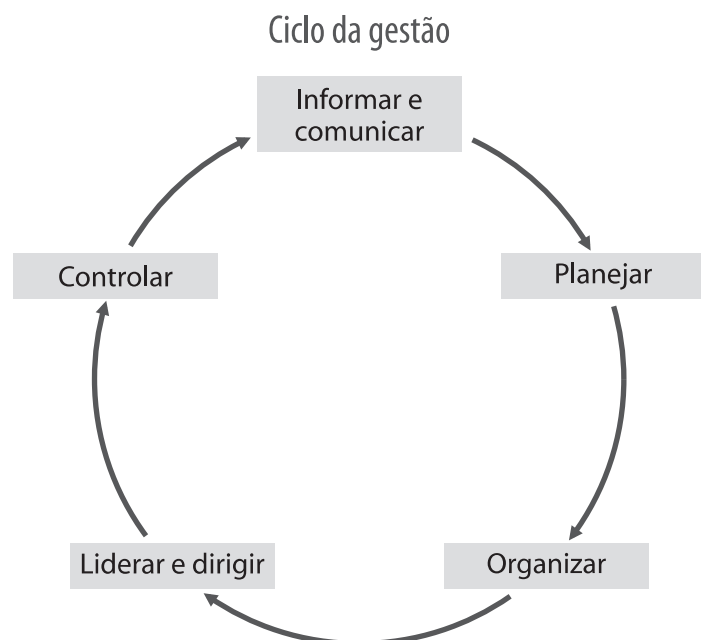 Ciclo da gestão
Informar e
comunicar
Planejar
Organizar
Liderar e dirigir
Controlar